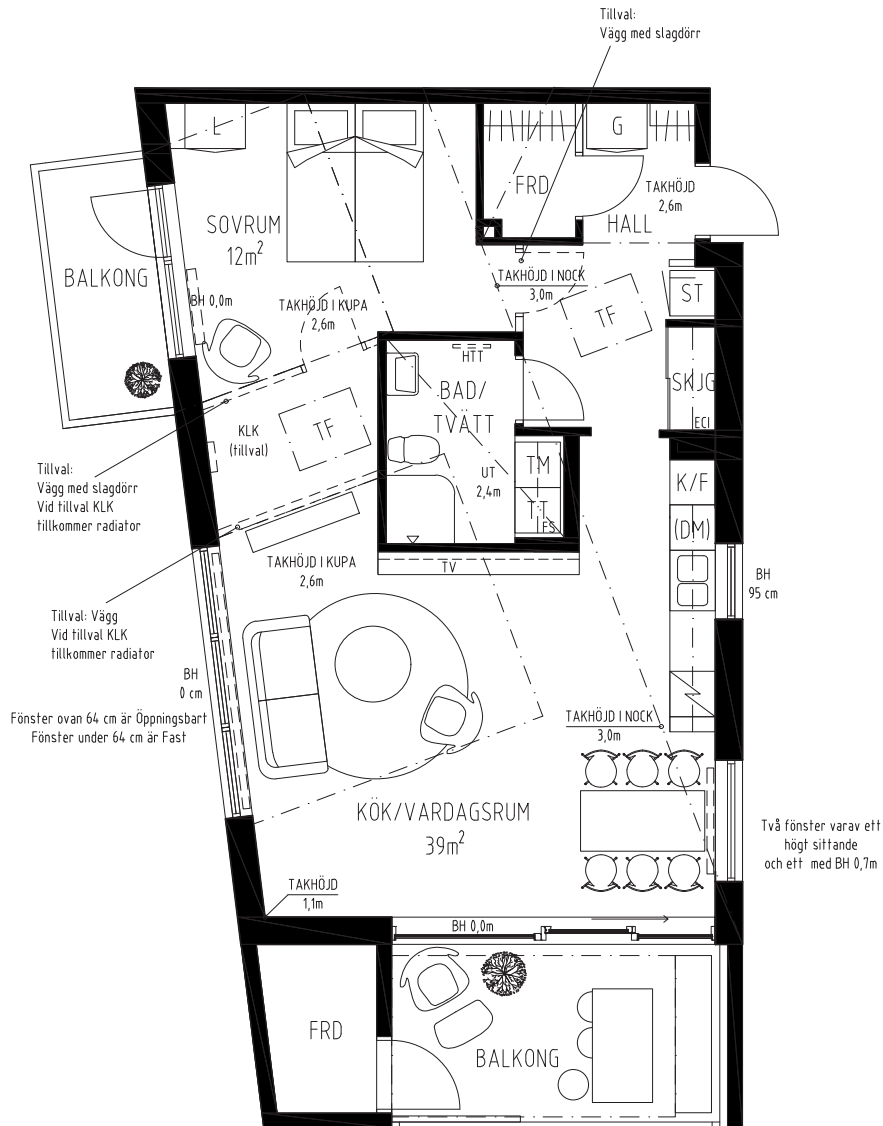 Tillval:
Vägg med slagdörr
L
G
FRD
TAKHÖJD
2,6m
SOVRUM
12m²
HALL
BALKONG
TAKHÖJD I NOCK
3,0m
ST
BH 0,0m
TAKHÖJD I KUPA
2,6m
TF
HTT
BAD/
TVÄTT
SKJG
ECI
KLK
(tillval)
TF
UT
2,4m
TM
TT
FS
K/F
(DM)
Tillval:
Vägg med slagdörr
Vid tillval KLK
tillkommer radiator
TAKHÖJD I KUPA
2,6m
TV
BH
95 cm
Tillval: Vägg
Vid tillval KLK
tillkommer radiator
BH
0 cm
Fönster ovan 64 cm är Öppningsbart
Fönster under 64 cm är Fast
TAKHÖJD I NOCK
3,0m
KÖK/VARDAGSRUM
39m²
Två fönster varav ett
högt sittande
och ett med BH 0,7m
TAKHÖJD
1,1m
BH 0,0m
FRD
BALKONG